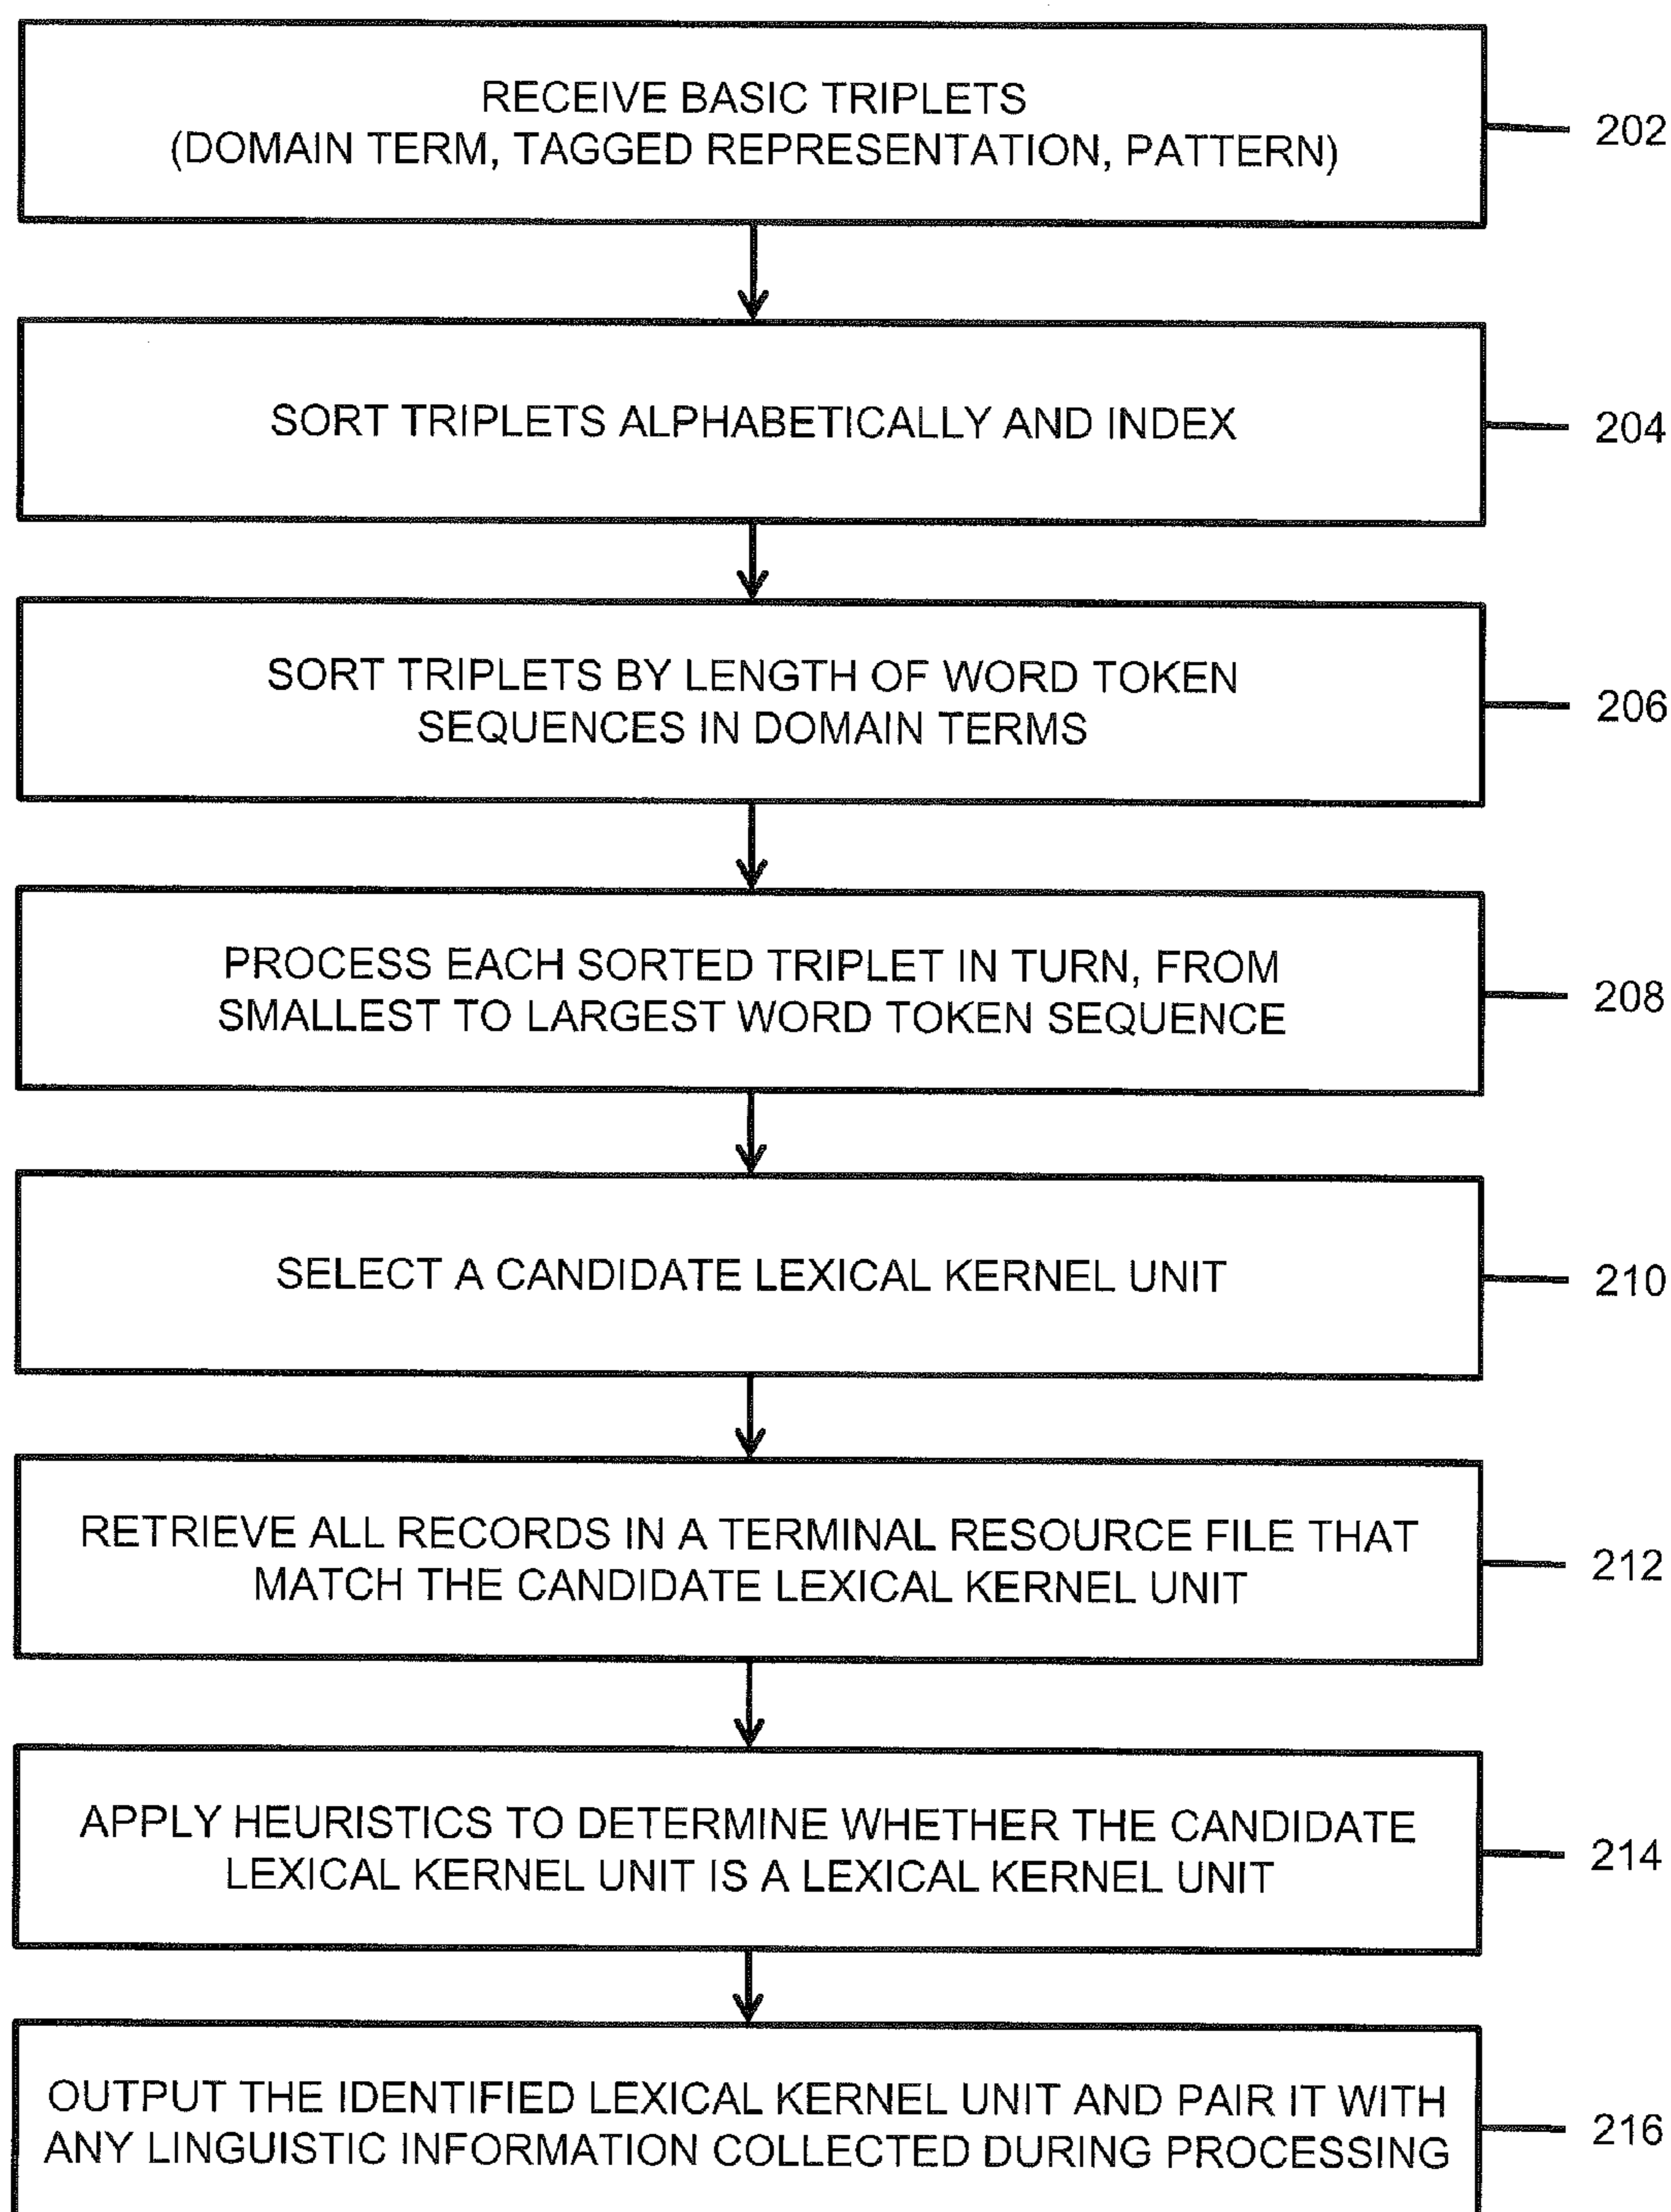 RECEIVE BASIC TRIPLETS
(DOMAIN TERM, TAGGED REPRESENTATION, PATTERN)
202
SORT TRIPLETS ALPHABETICALLY AND INDEX
204
SORT TRIPLETS BY LENGTH OF WORD TOKEN
SEQUENCES IN DOMAIN TERMS
206
PROCESS EACH SORTED TRIPLET IN TURN, FROM
SMALLEST TO LARGEST WORD TOKEN SEQUENCE
208
SELECT A CANDIDATE LEXICAL KERNEL UNIT
210
RETRIEVE ALL RECORDS IN A TERMINAL RESOURCE FILE THAT
MATCH THE CANDIDATE LEXICAL KERNEL UNIT
212
APPLY HEURISTICS TO DETERMINE WHETHER THE CANDIDATE
LEXICAL KERNEL UNIT IS A LEXICAL KERNEL UNIT
214
OUTPUT THE IDENTIFIED LEXICAL KERNEL UNIT AND PAIR IT WITH
ANY LINGUISTIC INFORMATION COLLECTED DURING PROCESSING
216